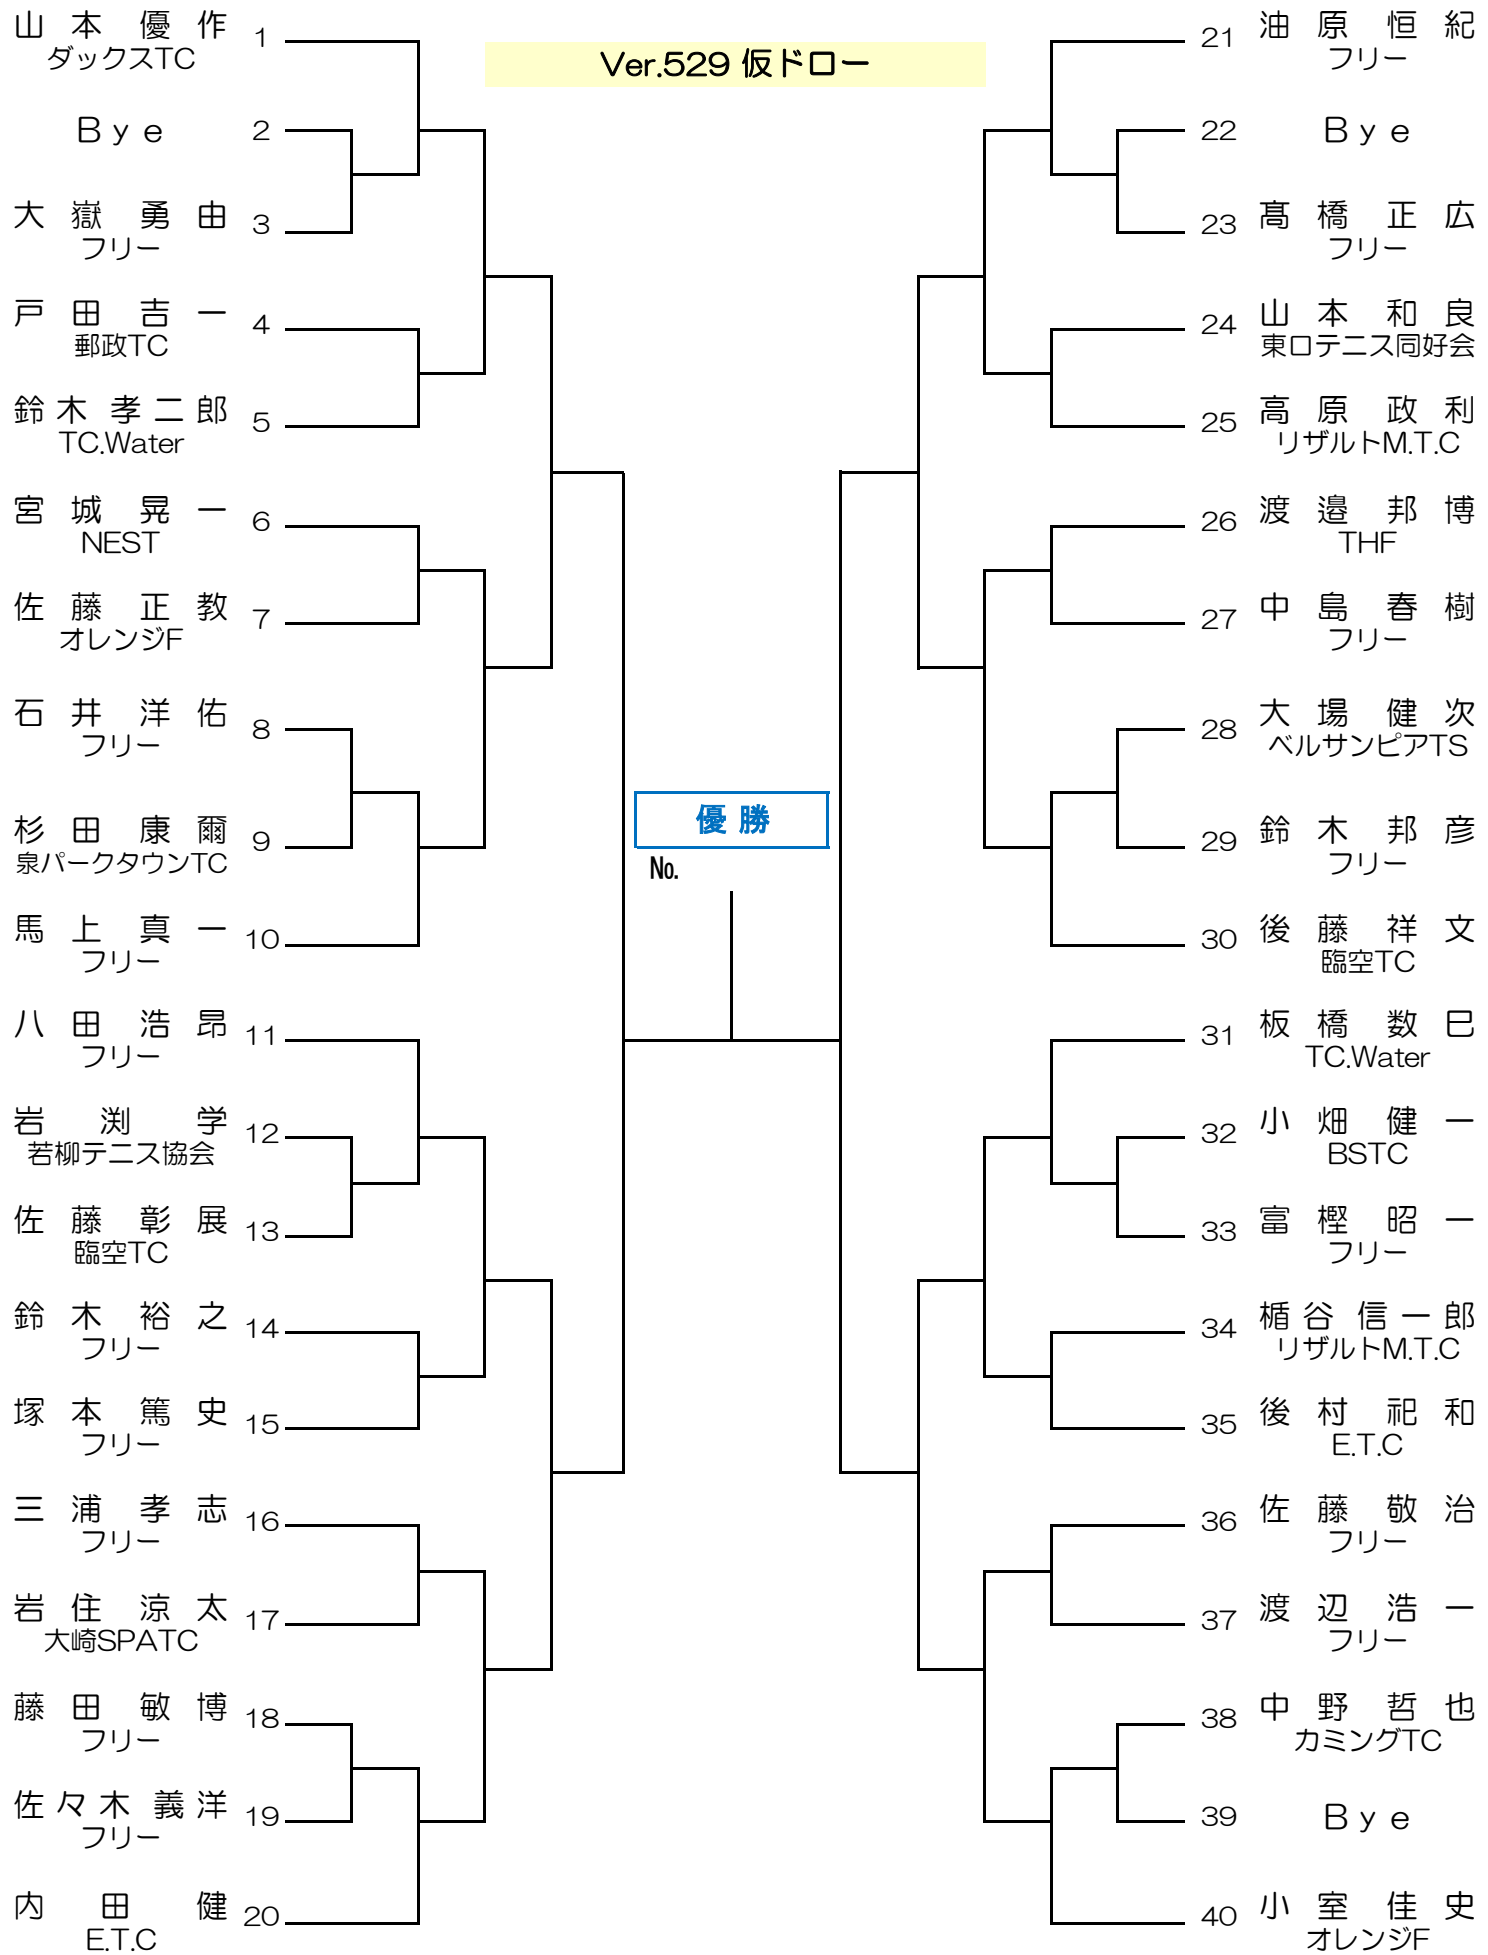 Ver.529 仮ドロー
山本 優作 1
ダックスTC
Bye 2
大嶽 勇由 3
フリー
戸田 吉一 4
郵政TC
鈴木 孝二郎 5
TC.Water
宮城 晃一 6
NEST
佐藤 正教 7
オレンジF
石井 洋佑 8
フリー
杉田 康爾 9
泉パークタウンTC
馬上 真一 10
フリー
八田 浩昂 11
フリー
岩渕 学 12
若柳テニス協会
佐藤 彰展 13
臨空TC
鈴木 裕之 14
フリー
塚本 篤史 15
フリー
三浦 孝志 16
フリー
岩住 涼太 17
大崎SPATC
藤田 敏博 18
フリー
佐々木 義洋 19
フリー
内田 健 20
E.T.C
優勝
№.
21 油原 恒紀
フリー
22 Bye
23 髙橋 正広
フリー
24 山本 和良
東口テニス同好会
25 高原 政利
リザルトM.T.C
26 渡邉 邦博
THF
27 中島 春樹
フリー
28 大場 健次
ベルサンピアTS
29 鈴木 邦彦
フリー
30 後藤 祥文
臨空TC
31 板橋 数巳
TC.Water
32 小畑 健一
BSTC
33 富樫 昭一
フリー
34 楯谷 信一郎
リザルトM.T.C
35 後村 祀和
E.T.C
36 佐藤 敬治
フリー
37 渡辺 浩一
フリー
38 中野 哲也
カミングTC
39 Bye
40 小室 佳史
オレンジF